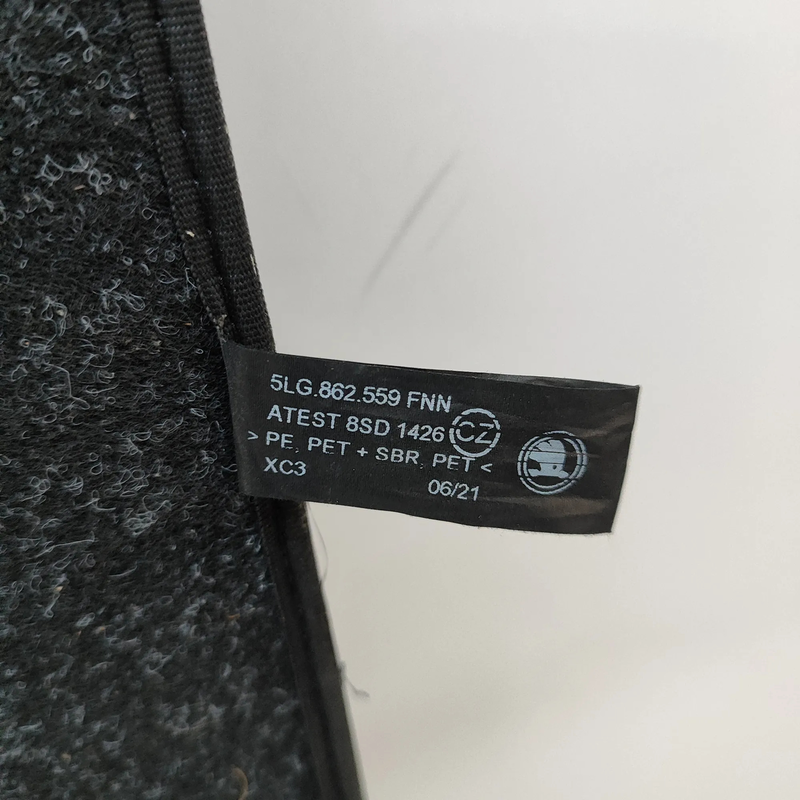 5LG.862.559 FNN
ATEST 8SD 1426 CZ
> PE, PET + SBR, PET <
XC3
06/21